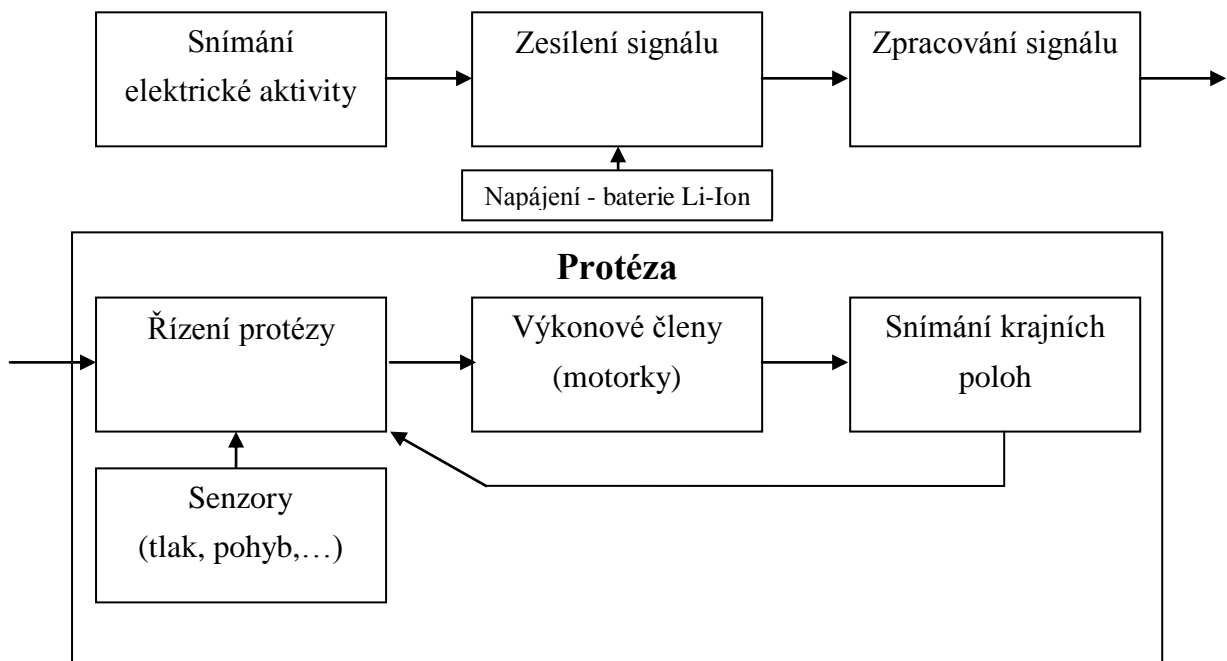 Snímání
elektrické aktivity
Zesílení signálu
Zpracování signálu
Napájení - baterie Li-Ion
Protéza
Řízení protézy
Výkonové členy
(motorky)
Snímání krajních
poloh
Senzory
(tlak, pohyb,…)